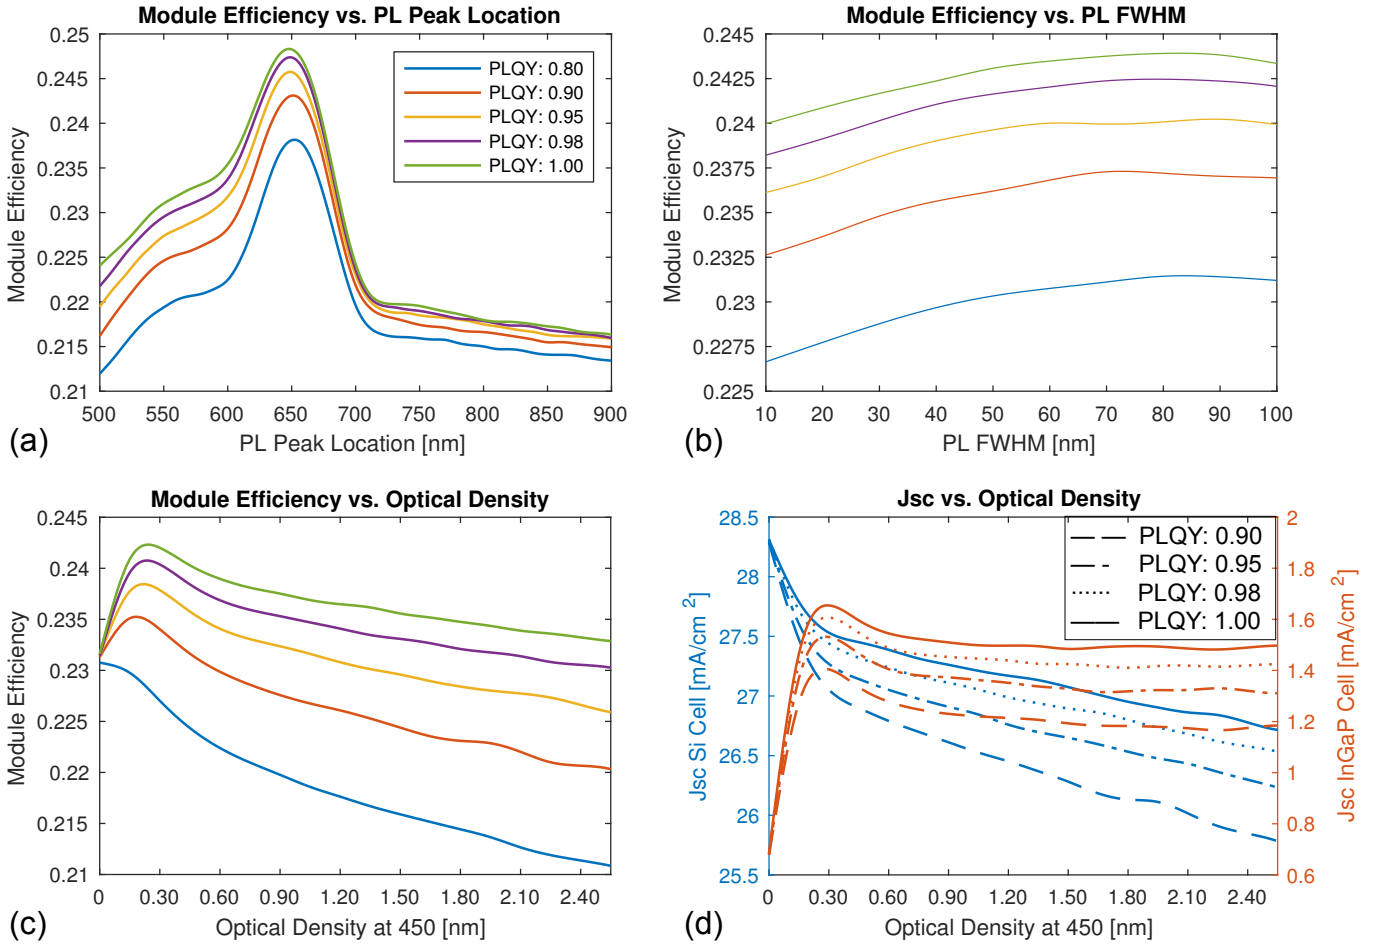 Module Efficiency vs. PL Peak Location
0.25
0.245
0.24
0.235
0.23
0.225
0.22
0.215
0.21
Module Efficiency
PLQY: 0.80
PLQY: 0.90
PLQY: 0.95
PLQY: 0.98
PLQY: 1.00
500 550 600 650 700 750 800 850 900
PL Peak Location [nm]
(a)
Module Efficiency vs. PL FWHM
0.245
0.2425
0.24
0.2375
0.235
0.2325
0.23
0.2275
0.225
Module Efficiency
10 20 30 40 50 60 70 80 90 100
PL FWHM [nm]
(b)
Module Efficiency vs. Optical Density
0.245
0.24
0.235
0.23
0.225
0.22
0.215
0.21
Module Efficiency
0 0.30 0.60 0.90 1.20 1.50 1.80 2.10 2.40
Optical Density at 450 [nm]
(c)
Jsc vs. Optical Density
28.5
28
27.5
27
26.5
26
25.5
Jsc Si Cell [mA/cm 2]
PLQY: 0.90
PLQY: 0.95
PLQY: 0.98
PLQY: 1.00
2
1.8
1.6
1.4
1.2
1
0.8
0.6
Jsc InGaP Cell [mA/cm 2]
0 0.30 0.60 0.90 1.20 1.50 1.80 2.10 2.40
Optical Density at 450 [nm]
(d)